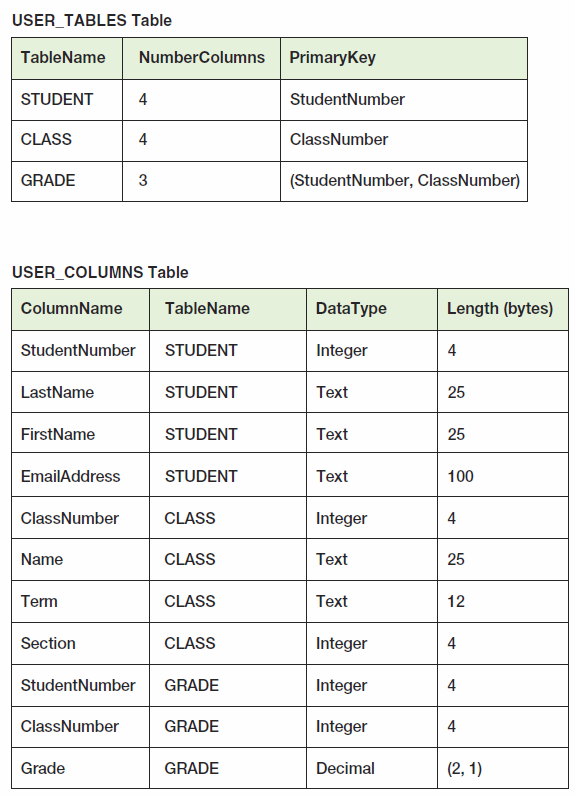 USER_TABLES Table
TableName NumberColumns PrimaryKey
STUDENT 4 StudentNumber
CLASS 4 ClassNumber
GRADE 3 (StudentNumber, ClassNumber)
USER_COLUMNS Table
ColumnName TableName DataType Length (bytes)
StudentNumber STUDENT Integer 4
LastName STUDENT Text 25
FirstName STUDENT Text 25
EmailAddress STUDENT Text 100
ClassNumber CLASS Integer 4
Name CLASS Text 25
Term CLASS Text 12
Section CLASS Integer 4
StudentNumber GRADE Integer 4
ClassNumber GRADE Integer 4
Grade GRADE Decimal (2, 1)